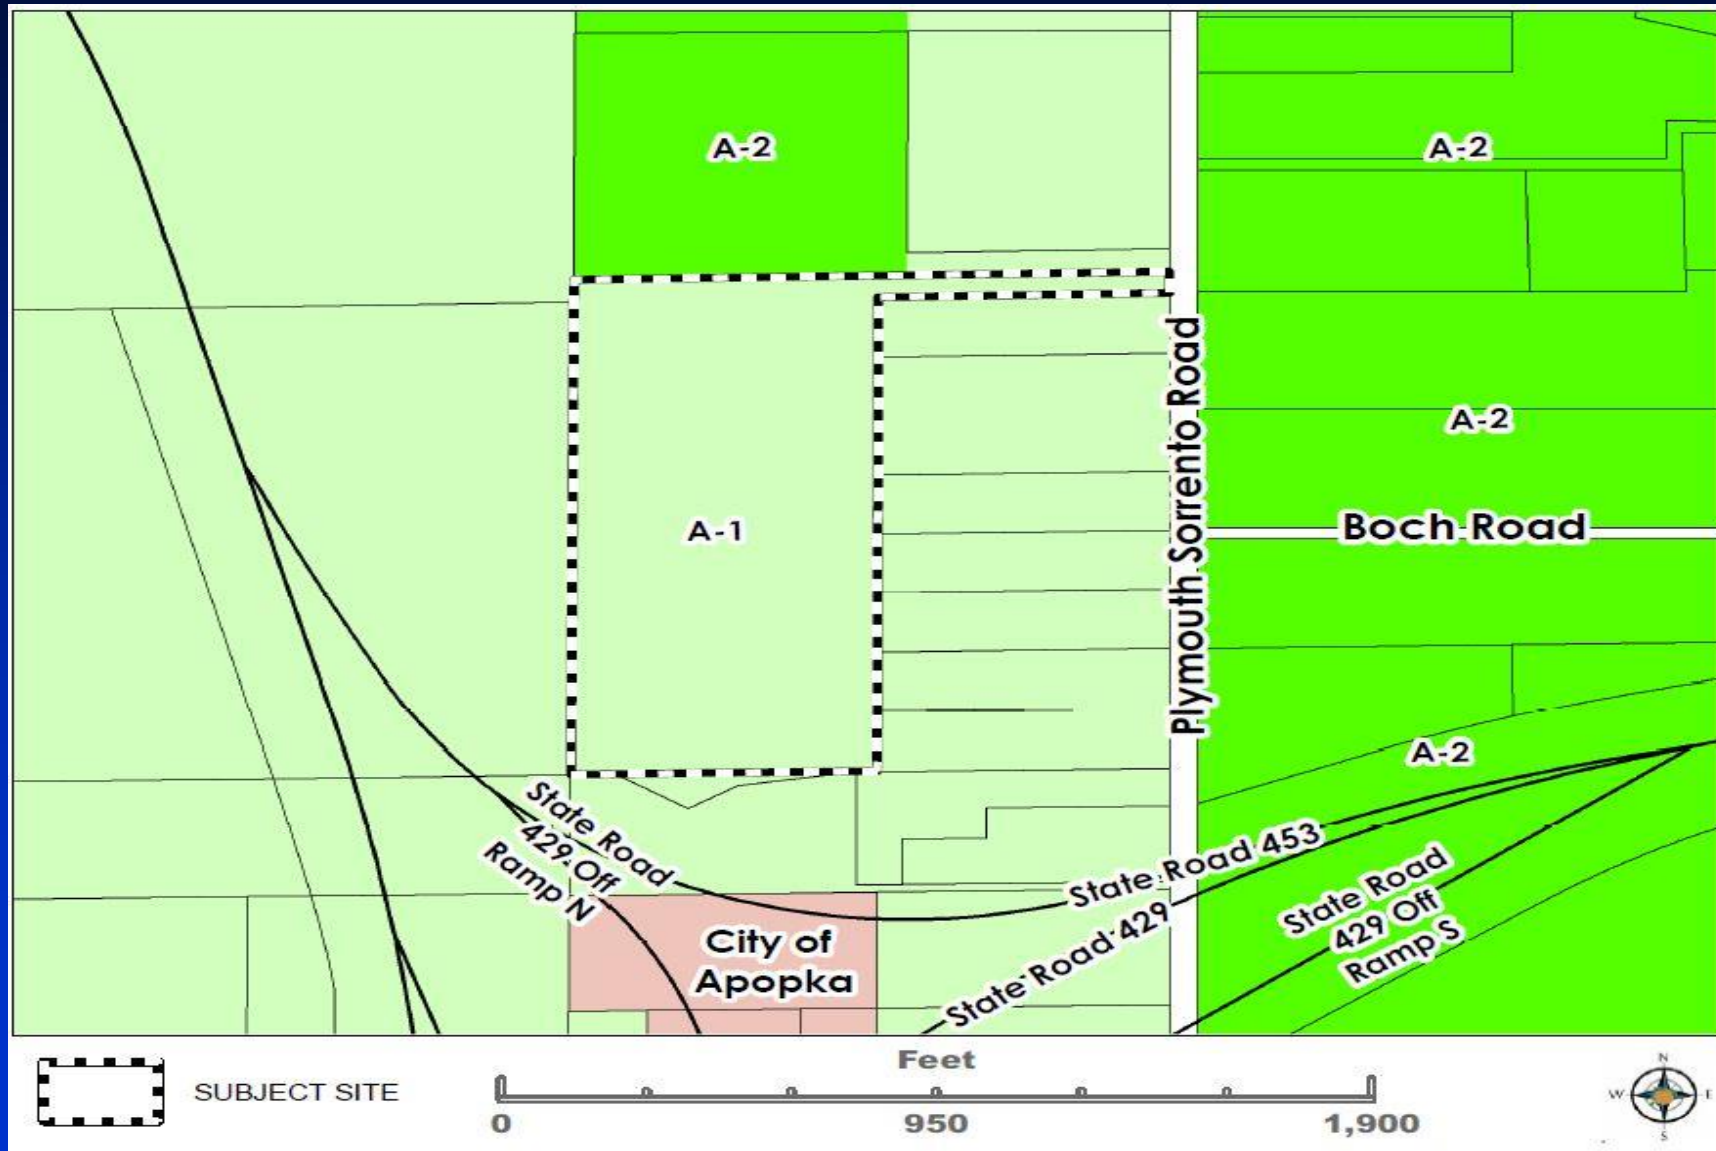 A-2
A-2
A-2
Plymouth Sorrento Road
Boch Road
A-1
A-2
State Road
429 Off
Ramp N
State Road 453
State Road 429
State Road
429 Off
Ramp S
City of
Apopka
SUBJECT SITE
Feet
0
950
1,900
N
W
E
S